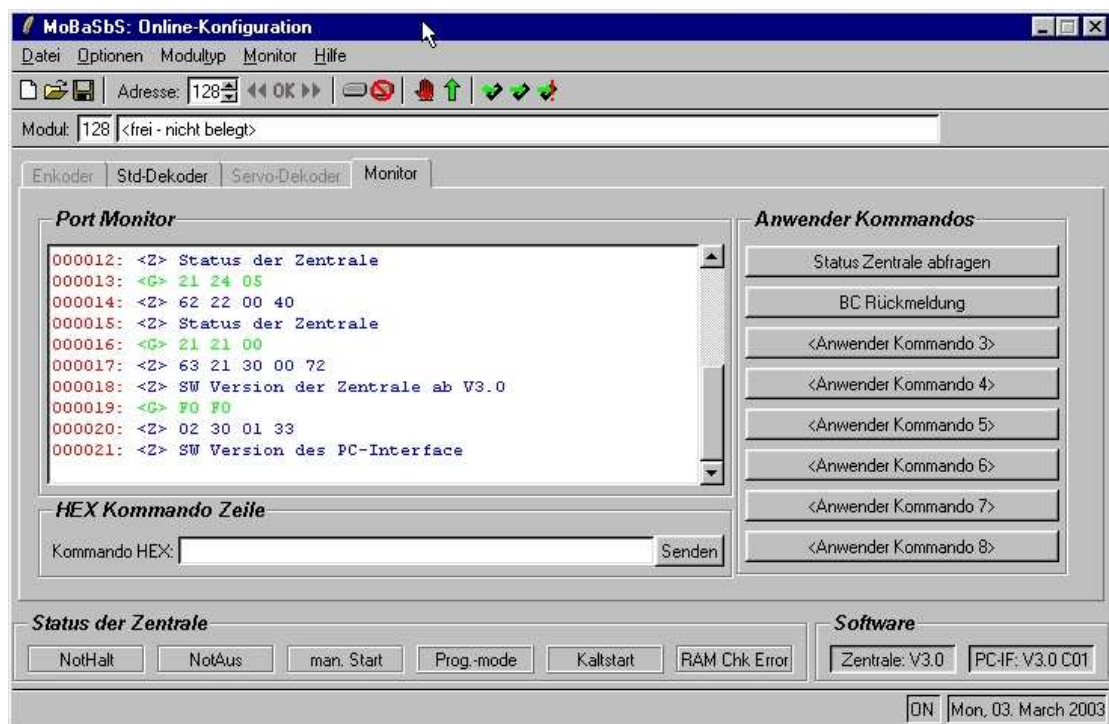 MoBaSbS: Online-Konfiguration
Datei Optionen Modultyp Monitor Hilfe
Adresse: 128 OK
Modul: 128 <frei - nicht belegt>
Enkoder Std-Dekoder Servo-Dekoder Monitor
Port Monitor
000012: <Z> Status der Zentrale
000013: <G> 21 24 05
000014: <Z> 62 22 00 40
000015: <Z> Status der Zentrale
000016: <G> 21 21 00
000017: <Z> 63 21 30 00 72
000018: <Z> SW Version der Zentrale ab V3.0
000019: <G> F0 F0
000020: <Z> 02 30 01 33
000021: <Z> SW Version des PC-Interface
HEX Kommando Zeile
Kommando HEX: Senden
Anwender Kommandos
Status Zentrale abfragen
BC Rückmeldung
<Anwender Kommando 3>
<Anwender Kommando 4>
<Anwender Kommando 5>
<Anwender Kommando 6>
<Anwender Kommando 7>
<Anwender Kommando 8>
Status der Zentrale
NotHalt NotAus man. Start Prog.-mode Kaltstart RAM Chk Error
Software
Zentrale: V3.0 PC-IF: V3.0 C01
ON Mon, 03. March 2003